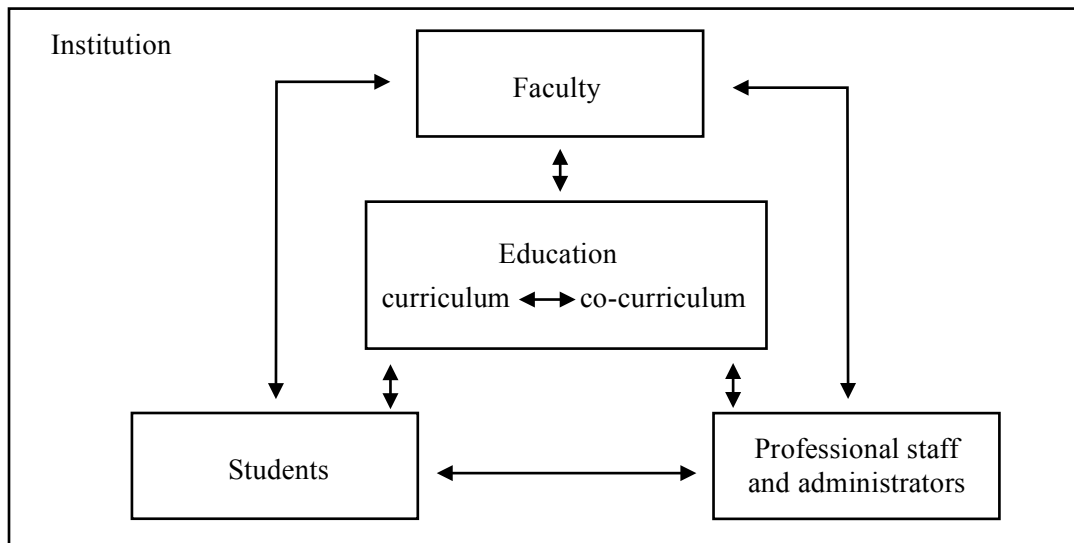 Institution
Faculty
Education
curriculum co-curriculum
Students
Professional staff
and administrators